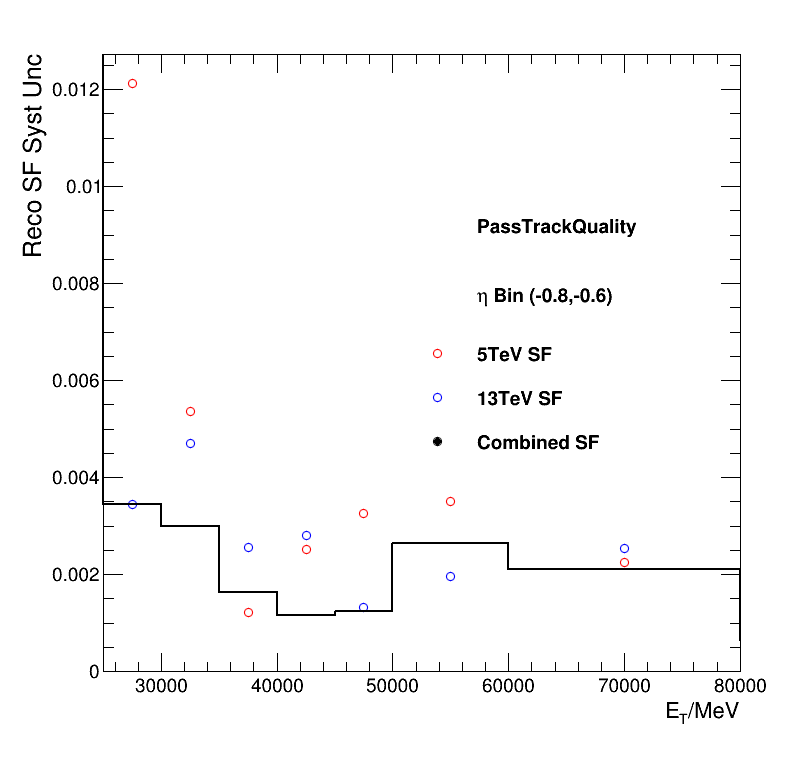 Reco SF Syst Unc
0.012
0.01
0.008
0.006
0.004
0.002
0
PassTrackQuality
η Bin (-0.8,-0.6)
5TeV SF
13TeV SF
Combined SF
30000 40000 50000 60000 70000 80000
E_T/MeV